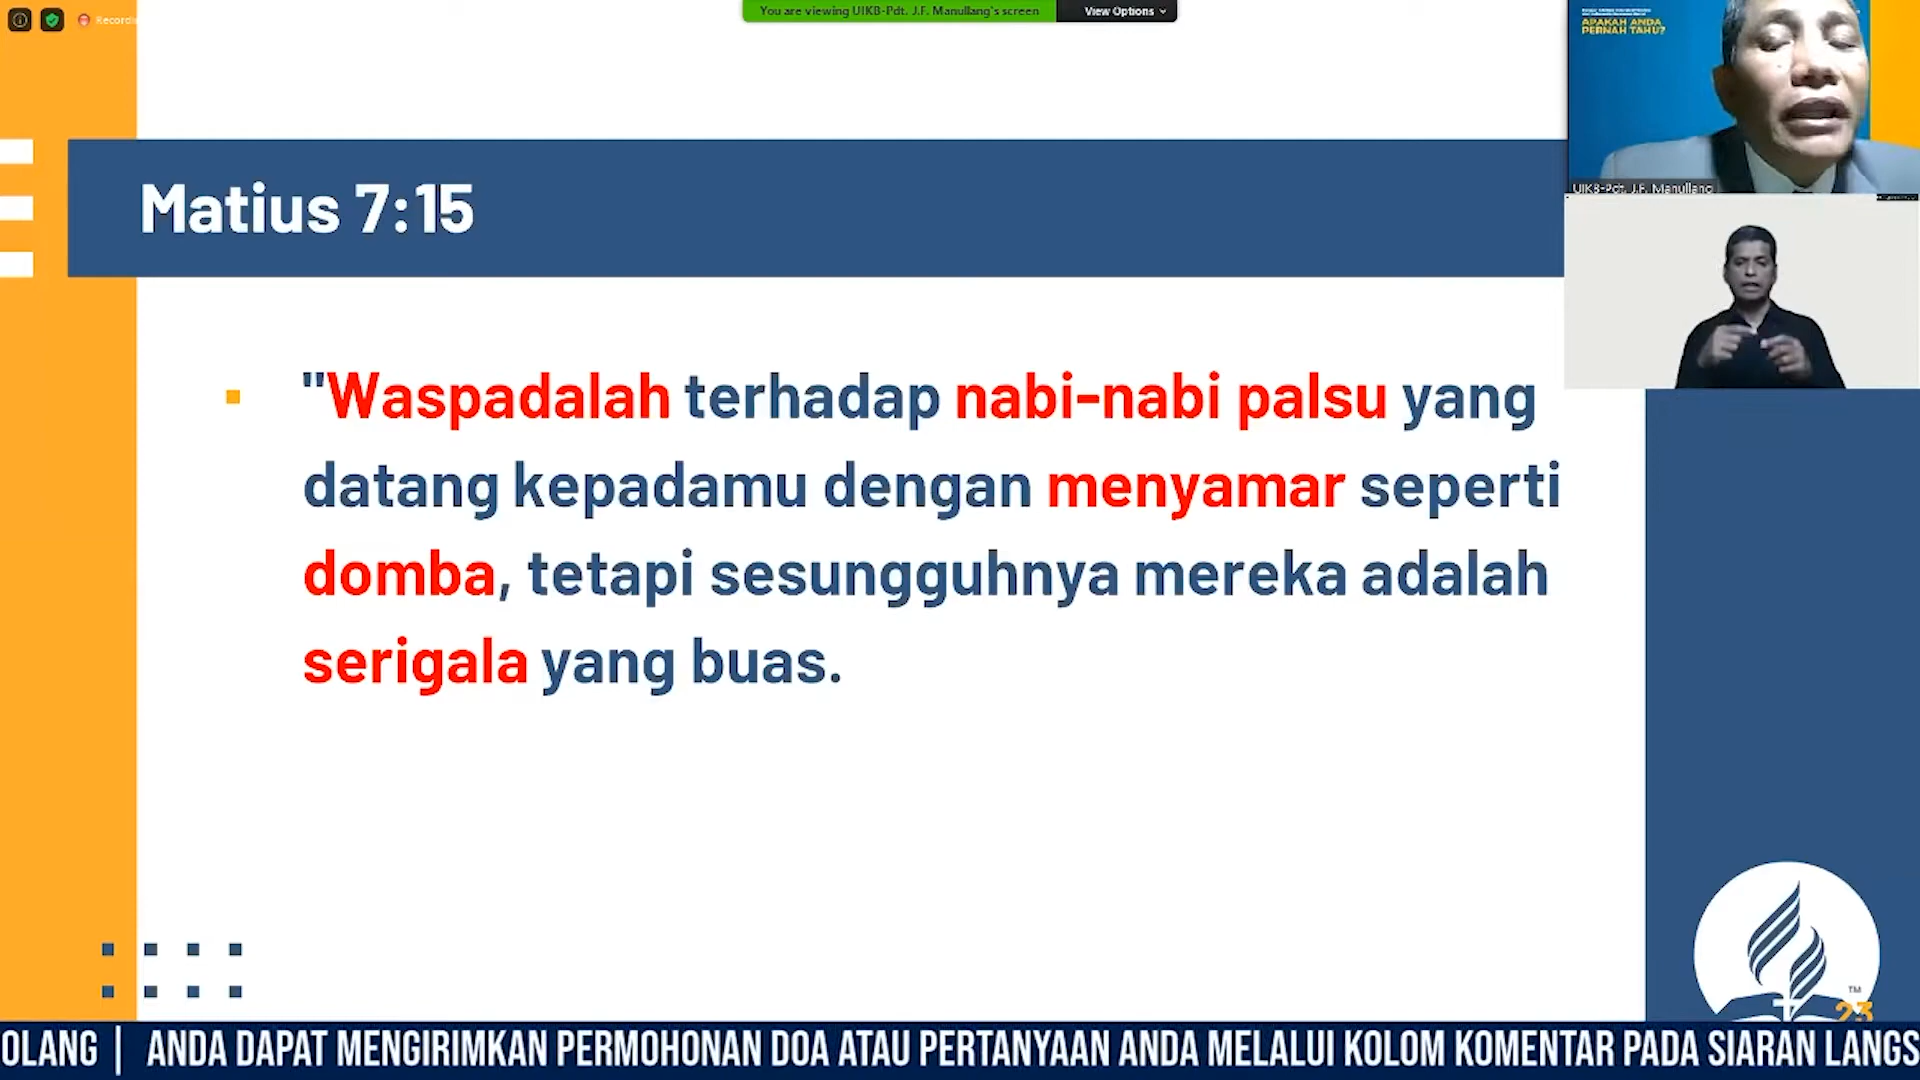 You are viewing UIKB-Pdt. J.F. Manullang's screen
View Options
APAKAH ANDA
PERNAH TAHU?
UIKB-Pdt. J.F. Manullang
Matius 7:15
"Waspadalah terhadap nabi-nabi palsu yang
datang kepadamu dengan menyamar seperti
domba, tetapi sesungguhnya mereka adalah
serigala yang buas.
TM
23
OLANG | ANDA DAPAT MENGIRIMKAN PERMOHONAN DOA ATAU PERTANYAAN ANDA MELALUI KOLOM KOMENTAR PADA SIARAN LANGS